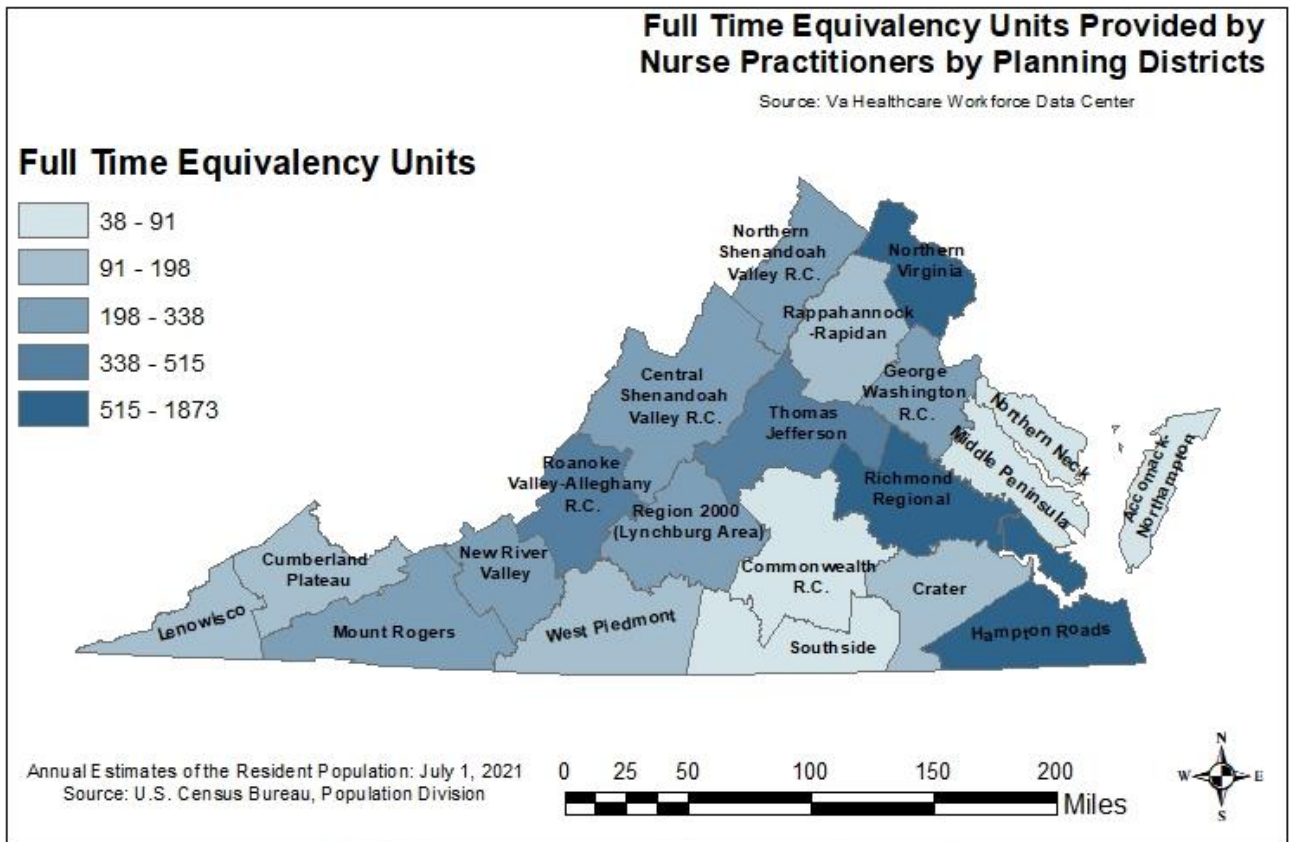 Full Time Equivalency Units Provided by
Nurse Practitioners by Planning Districts
Source: Va Healthcare Workforce Data Center
Full Time Equivalency Units
38 - 91
91 - 198
198 - 338
338 - 515
515 - 1873
Northern
Shenandoah
Valley R.C.
Northern
Virginia
Rappahannock
-Rapidan
Central
Shenandoah
Valley R.C.
George
Washington
R.C.
Northern Neck
Thomas
Jefferson
Middle Peninsula
Accomack-
Northampton
Roanoke
Valley-Alleghany
R.C.
Richmond
Regional
Region 2000
(Lynchburg Area)
Cumberland
Plateau
New River
Valley
Commonwealth
R.C.
Crater
Lenowisco
Mount Rogers
West Piedmont
Southside
Hampton Roads
Annual Estimates of the Resident Population: July 1, 2021
Source: U.S. Census Bureau, Population Division
0 25 50 100 150 200
Miles
N
W E
S